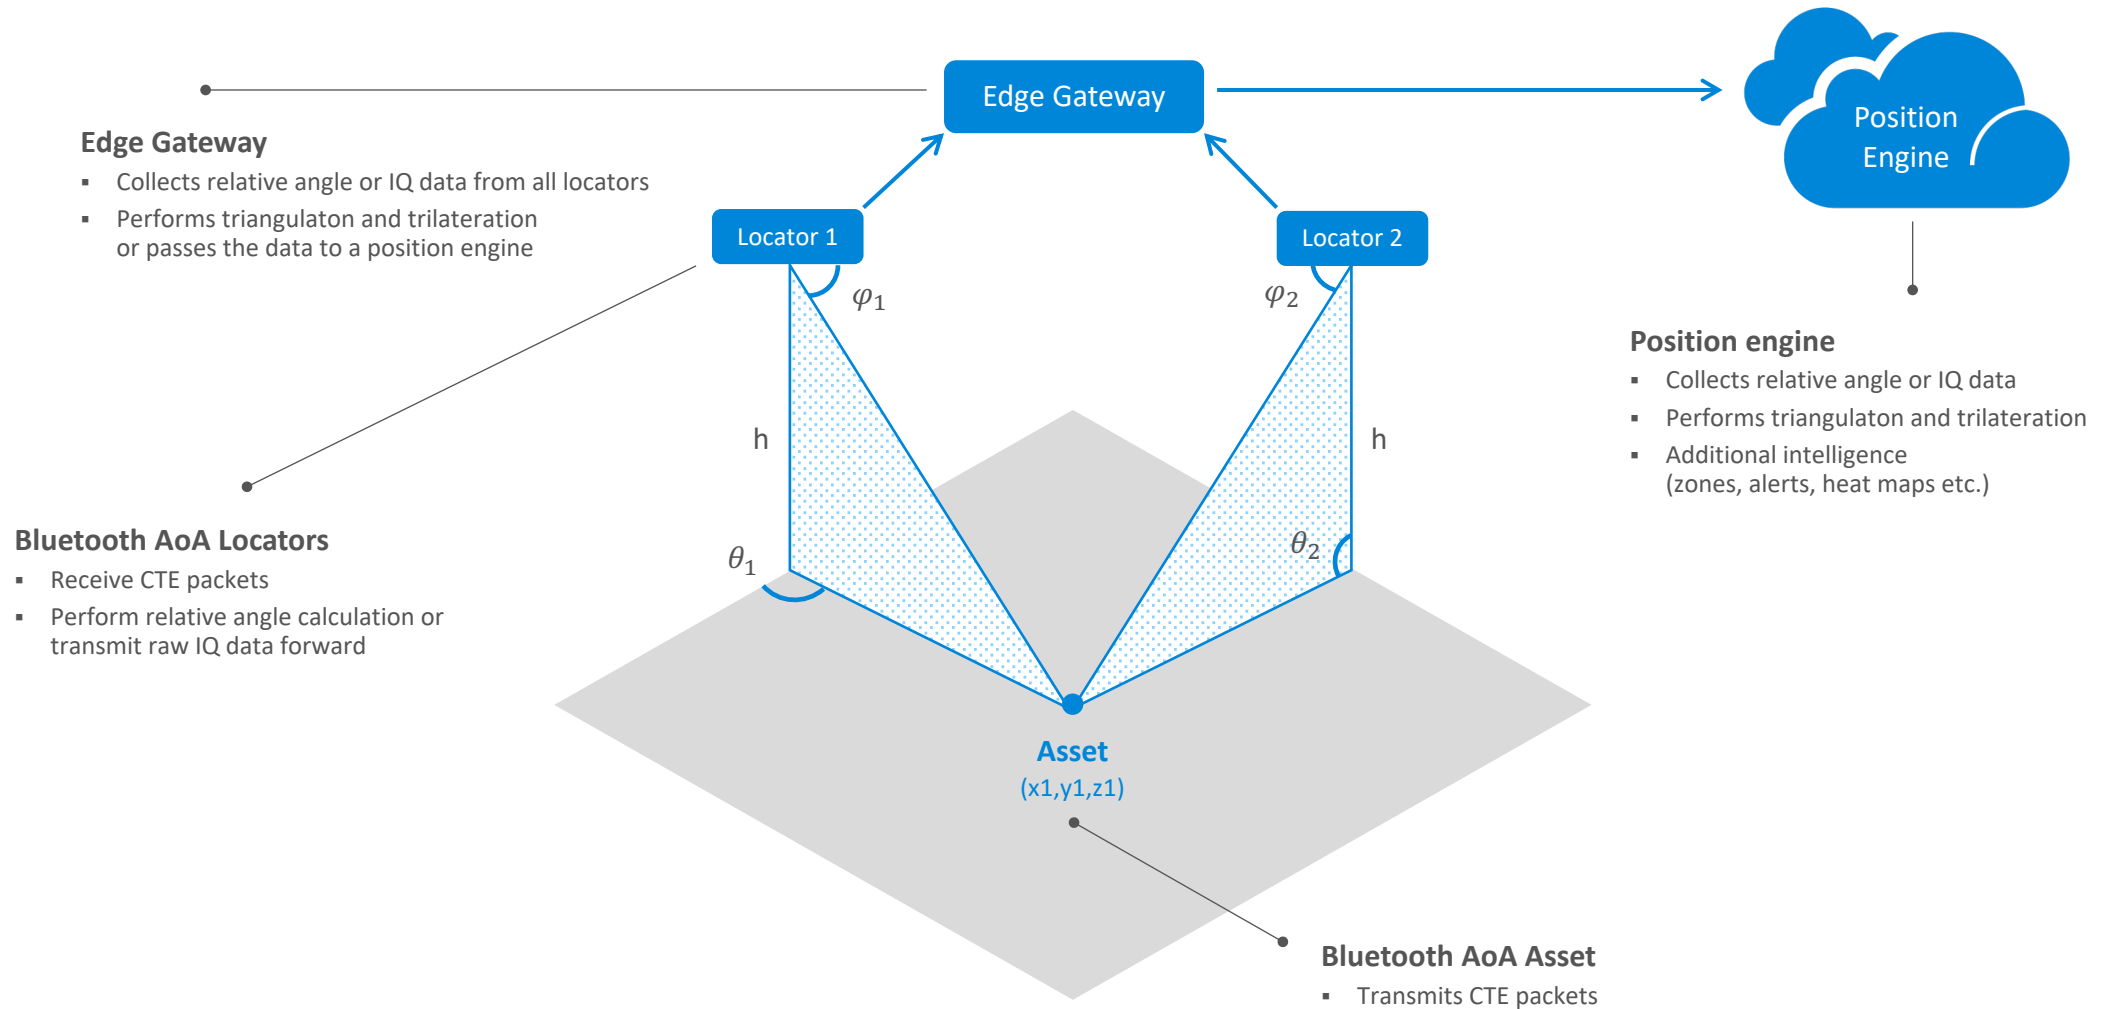 Edge Gateway
Position
Engine
Edge Gateway
▪ Collects relative angle or IQ data from all locators
▪ Performs triangulaton and trilateration
or passes the data to a position engine
Locator 1
Locator 2
φ1
φ2
Position engine
▪ Collects relative angle or IQ data
▪ Performs triangulaton and trilateration
▪ Additional intelligence
(zones, alerts, heat maps etc.)
h
h
θ1
θ2
Bluetooth AoA Locators
▪ Receive CTE packets
▪ Perform relative angle calculation or
transmit raw IQ data forward
Asset
(x1,y1,z1)
Bluetooth AoA Asset
▪ Transmits CTE packets